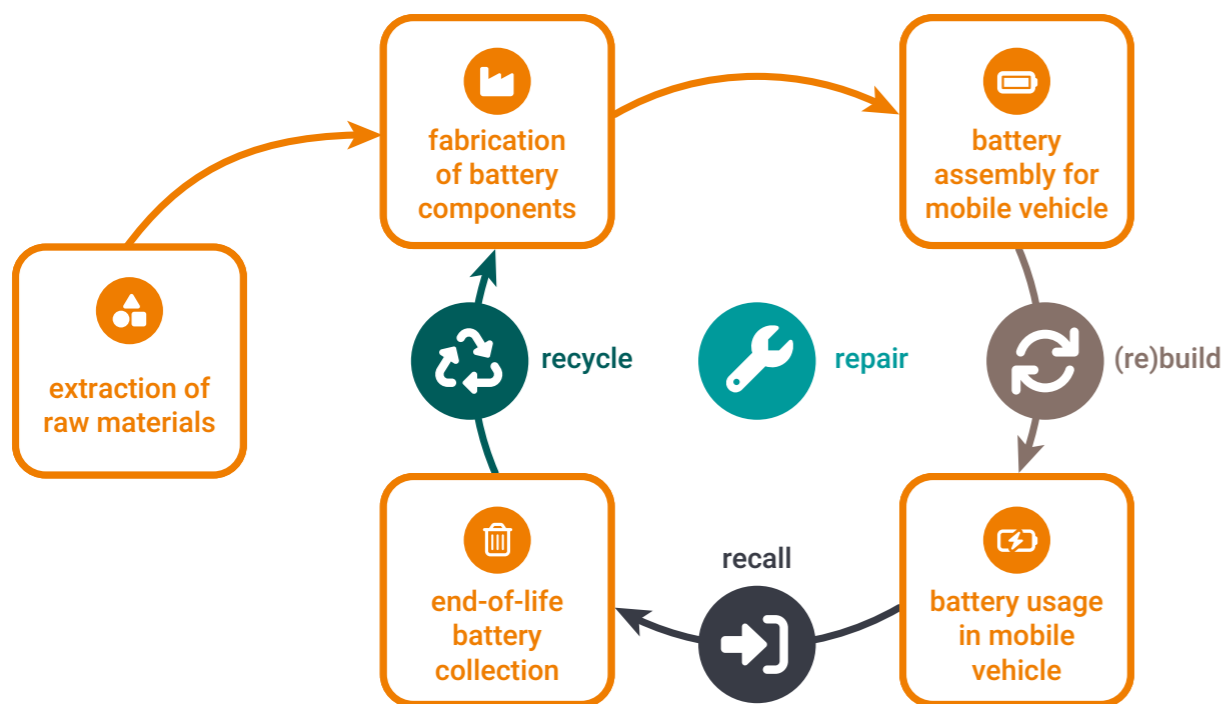 fabrication
of battery
components
battery
assembly for
mobile vehicle
extraction of
raw materials
recycle
repair
(re)build
end-of-life
battery
collection
recall
battery usage
in mobile
vehicle